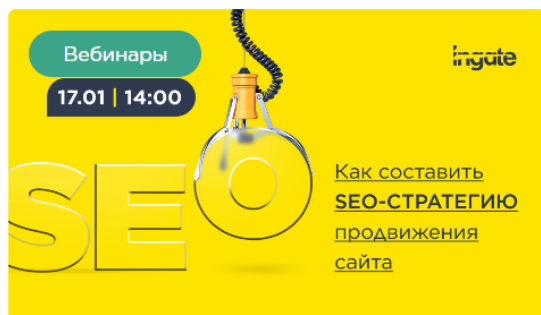 Вебинары
17.01 | 14:00
ingate
SEO
Как составить
SEO-СТРАТЕГИЮ
продвижения
сайта